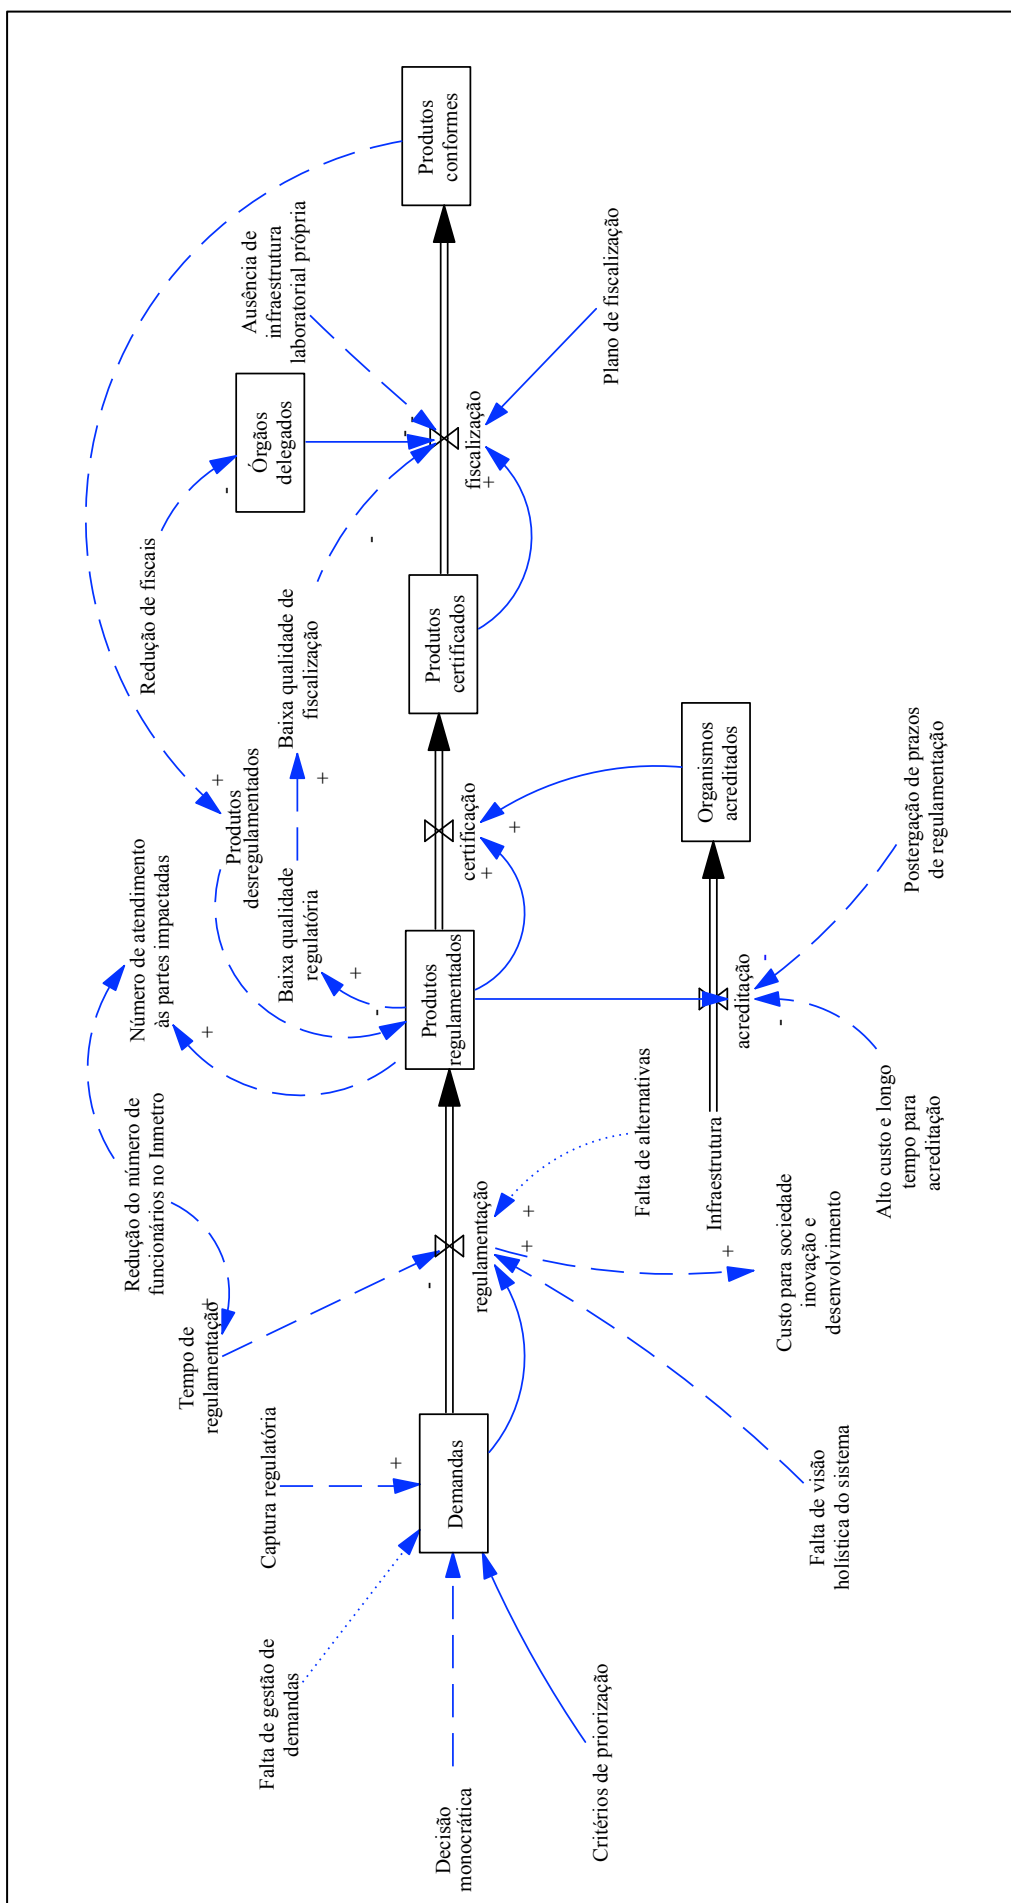 Produtos
conformes
Ausência de
infraestrutura
laboratorial própria
Plano de fiscalização
Órgãos
delegados
-
-
-
fiscalização
+
Redução de fiscais
-
Baixa qualidade de
fiscalização
Produtos
certificados
+
Produtos
desregulamentados
+
certificação
+
+
Organismos
acreditados
Postergação de prazos
de regulamentação
Número de atendimento
às partes impactadas
+
Baixa qualidade
regulatória
+
-
Produtos
regulamentados
acreditação
-
-
Redução do número de
funcionários no Inmetro
Falta de alternativas
Infraestrutura
Alto custo e longo
tempo para
acreditação
Tempo de
regulamentação
+
-
regulamentação
+
+
+
Custo para sociedade
inovação e
desenvolvimento
Captura regulatória
+
Demandas
Falta de visão
holística do sistema
Falta de gestão de
demandas
Decisão
monocrática
Critérios de priorização